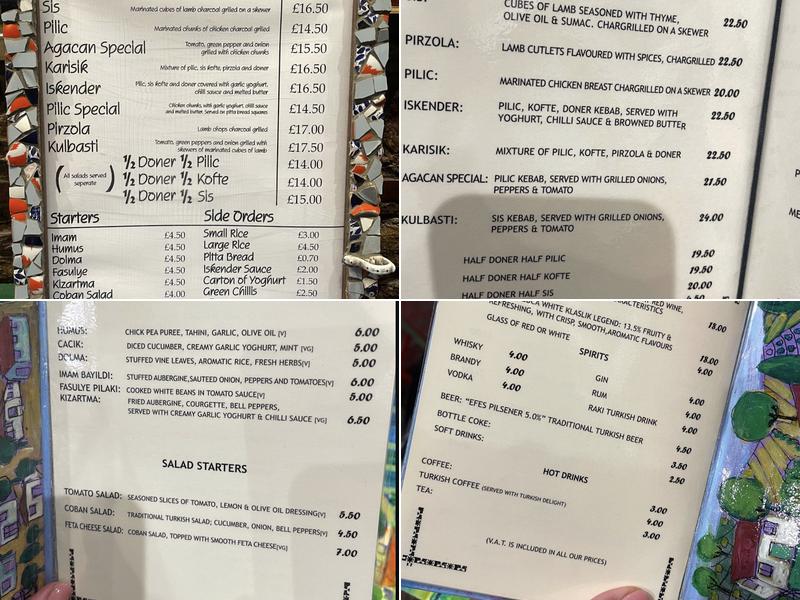 Sis Marinated cubes of lamb charcoal grilled on a skewer £16.50
Pilic Marinated chunks of chicken charcoal grilled £14.50
Agacan Special Tomato, green pepper and onion £15.50
grilled with chicken chunks
Karisik Mixture of pilic, sis kofte, pirzola and doner £16.50
Iskender Pilic, sis kofte and doner covered with garlic yoghurt, £16.50
chilli sauce and melted butter
Pilic Special Chicken chunks, with garlic yoghurt, chilli sauce £14.50
and melted butter. Served on pitta bread squares
Pirzola Lamb chops charcoal grilled £17.00
Kulbasti Tomato, green peppers and onion grilled with £17.50
skewers of marinated cubes of lamb
(All salads served
seperate)
½ Doner ½ Pilic £14.00
½ Doner ½ Kofte £14.00
½ Doner ½ Sis £15.00
Starters
Imam £4.50
Humus £4.50
Dolma £4.50
Fasulye £4.50
Kizartma £4.50
Coban Salad £4.00
Side Orders
Small Rice £3.00
Large Rice £4.50
Pitta Bread £0.70
Iskender Sauce £2.00
Carton of Yoghurt £1.50
Green Chillis £2.50
CUBES OF LAMB SEASONED WITH THYME,
OLIVE OIL & SUMAC. CHARGRILLED ON A SKEWER 22.50
PIRZOLA: LAMB CUTLETS FLAVOURED WITH SPICES, CHARGRILLED 22.50
PILIC: MARINATED CHICKEN BREAST CHARGRILLED ON A SKEWER 20.00
ISKENDER: PILIC, KOFTE, DONER KEBAB, SERVED WITH
YOGHURT, CHILLI SAUCE & BROWNED BUTTER 22.50
KARISIK: MIXTURE OF PILIC, KOFTE, PIRZOLA & DONER 22.50
AGACAN SPECIAL: PILIC KEBAB, SERVED WITH GRILLED ONIONS, 21.50
PEPPERS & TOMATO
KULBASTI: SIS KEBAB, SERVED WITH GRILLED ONIONS, 24.00
PEPPERS & TOMATO
HALF DONER HALF PILIC 19.50
HALF DONER HALF KOFTE 19.50
HALF DONER HALF SIS 20.00
HUMUS: CHICK PEA PUREE, TAHINI, GARLIC, OLIVE OIL [V] 6.00
CACIK: DICED CUCUMBER, CREAMY GARLIC YOGHURT, MINT [VG] 5.00
DOLMA: STUFFED VINE LEAVES, AROMATIC RICE, FRESH HERBS[V] 5.00
IMAM BAYILDI: STUFFED AUBERGINE,SAUTEED ONION, PEPPERS AND TOMATOES[V] 6.00
FASULYE PILAKI: COOKED WHITE BEANS IN TOMATO SAUCE[V] 5.00
KIZARTMA: FRIED AUBERGINE, COURGETTE, BELL PEPPERS,
SERVED WITH CREAMY GARLIC YOGHURT & CHILLI SAUCE [VG] 6.50
SALAD STARTERS
TOMATO SALAD: SEASONED SLICES OF TOMATO, LEMON & OLIVE OIL DRESSING[V] 5.50
COBAN SALAD: TRADITIONAL TURKISH SALAD; CUCUMBER, ONION, BELL PEPPERS[V] 4.50
FETA CHEESE SALAD: COBAN SALAD, TOPPED WITH SMOOTH FETA CHEESE[VG] 7.00
RED WINE,
WHITE KLASLIK LEGEND: 13.5% FRUITY &
REFRESHING, WITH CRISP, SMOOTH,AROMATIC FLAVOURS 18.00
GLASS OF RED OR WHITE
18.00
4.00
SPIRITS
WHISKY 4.00
BRANDY 4.00
VODKA 4.00
GIN 4.00
RUM 4.00
RAKI TURKISH DRINK 4.00
BEER: "EFES PILSENER 5.0%" TRADITIONAL TURKISH BEER 4.50
BOTTLE COKE: 3.50
SOFT DRINKS: 2.50
HOT DRINKS
COFFEE: 3.00
TURKISH COFFEE (SERVED WITH TURKISH DELIGHT) 4.00
TEA: 3.00
(V.A.T. IS INCLUDED IN ALL OUR PRICES)